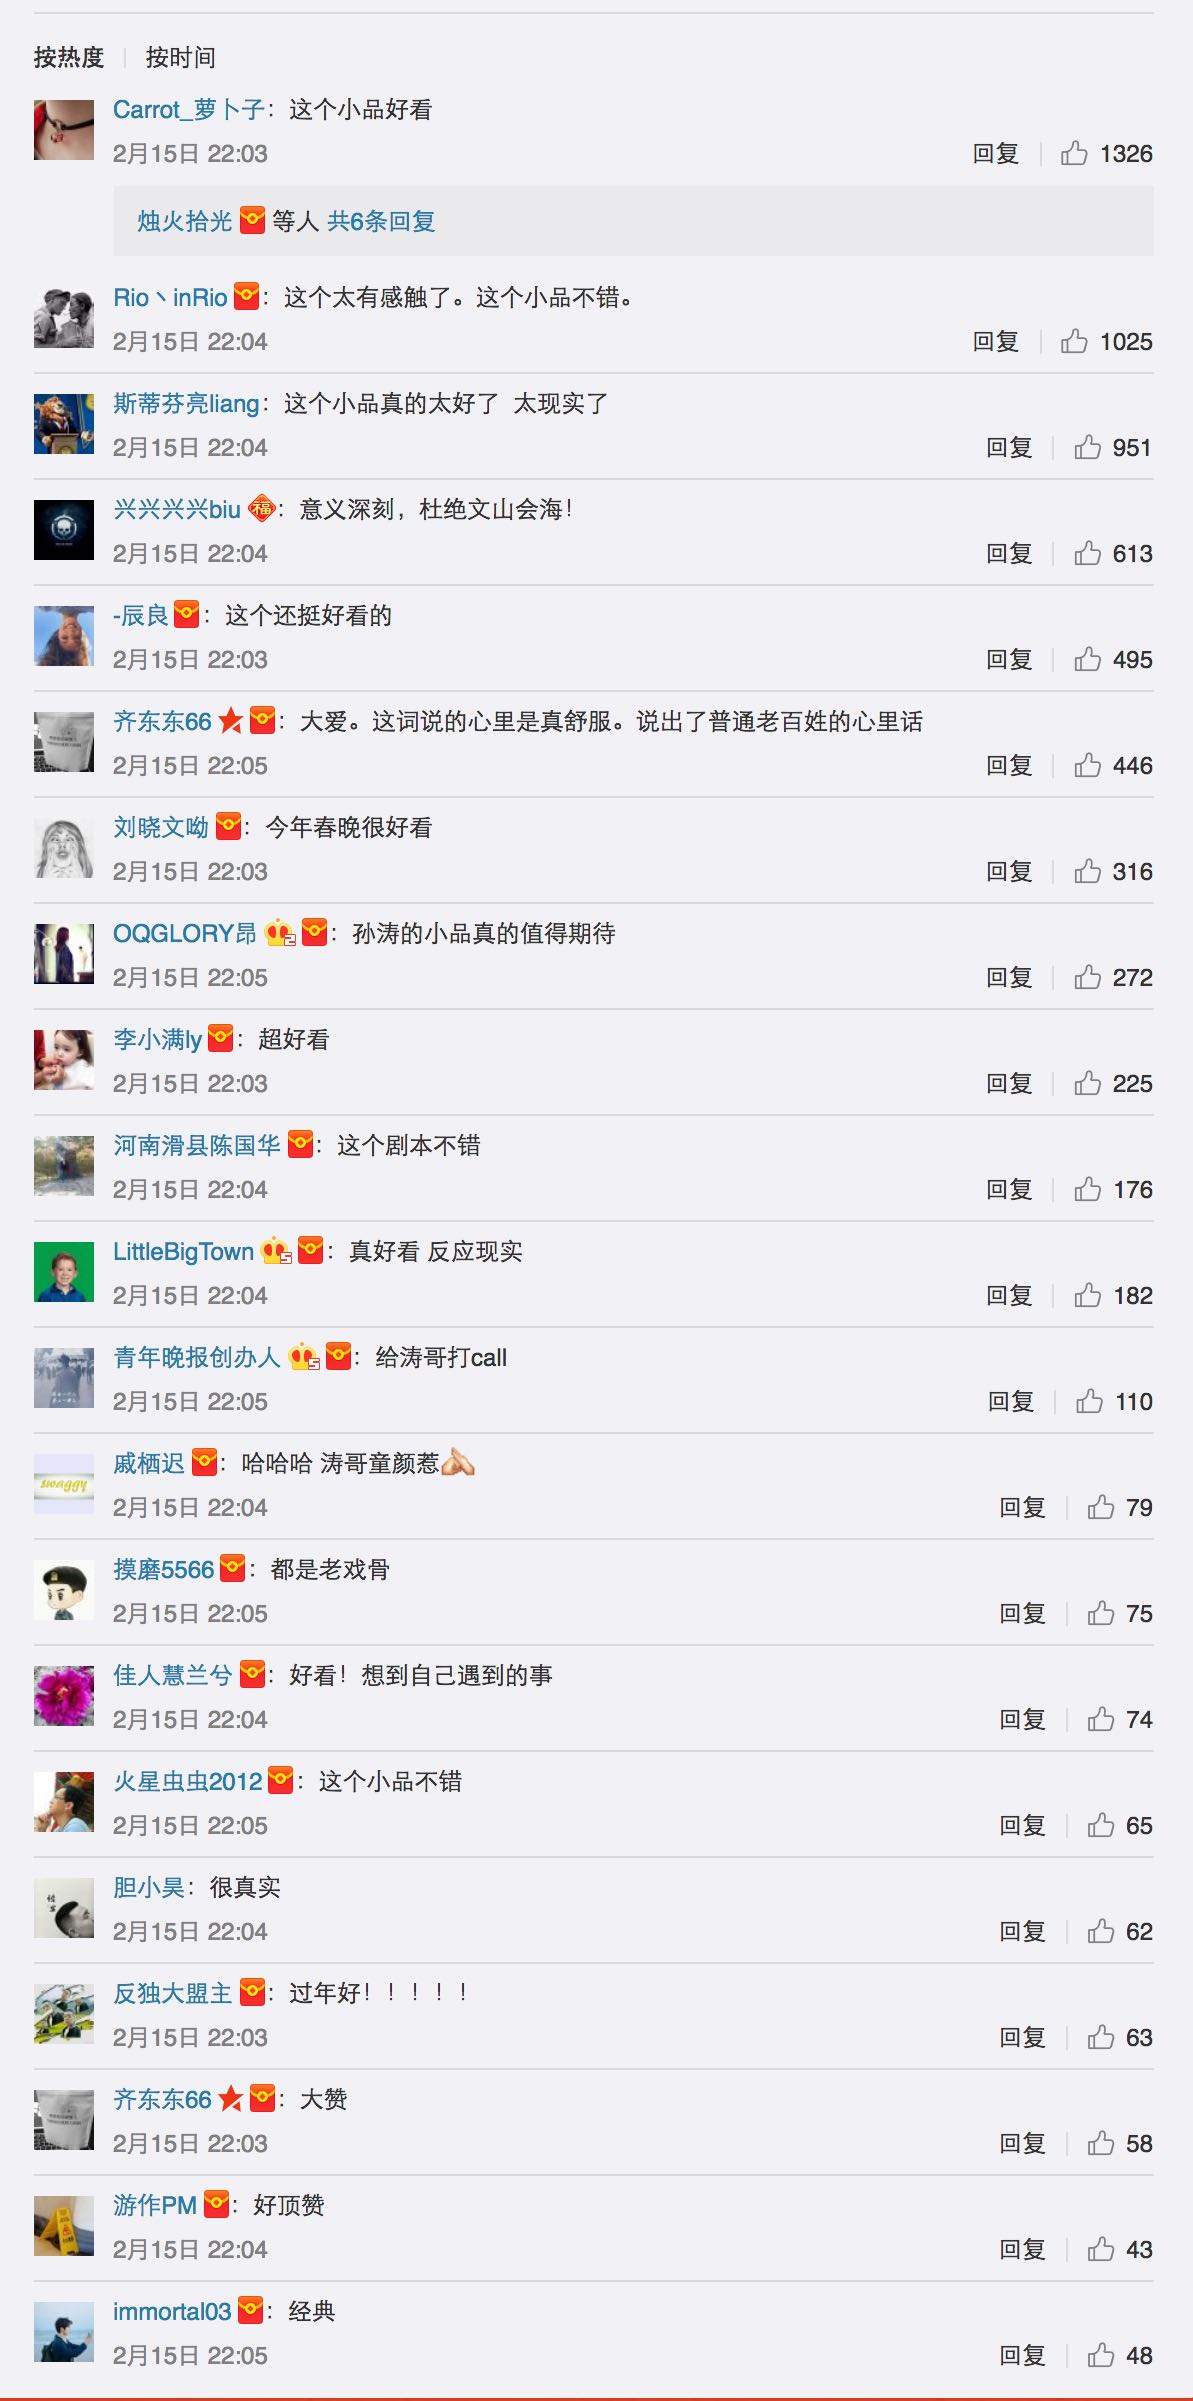 按热度 按时间
Carrot_萝卜子：这个小品好看
2月15日 22:03 回复 1326
烛火拾光 等人 共6条回复
Rio丶inRio：这个太有感触了。这个小品不错。
2月15日 22:04 回复 1025
斯蒂芬亮liang：这个小品真的太好了 太现实了
2月15日 22:04 回复 951
兴兴兴兴biu 福：意义深刻，杜绝文山会海！
2月15日 22:04 回复 613
-辰良：这个还挺好看的
2月15日 22:03 回复 495
齐东东66：大爱。这词说的心里是真舒服。说出了普通老百姓的心里话
2月15日 22:05 回复 446
刘晓文呦：今年春晚很好看
2月15日 22:03 回复 316
OQGLORY昂 2：孙涛的小品真的值得期待
2月15日 22:05 回复 272
李小满ly：超好看
2月15日 22:03 回复 225
河南滑县陈国华：这个剧本不错
2月15日 22:04 回复 176
LittleBigTown 5：真好看 反应现实
2月15日 22:04 回复 182
青年晚报创办人 5：给涛哥打call
2月15日 22:05 回复 110
swaggy
戚栖迟：哈哈哈 涛哥童颜惹
2月15日 22:04 回复 79
摸磨5566：都是老戏骨
2月15日 22:05 回复 75
佳人慧兰兮：好看！想到自己遇到的事
2月15日 22:04 回复 74
火星虫虫2012：这个小品不错
2月15日 22:05 回复 65
胆小昊：很真实
2月15日 22:04 回复 62
反独大盟主：过年好！！！！！
2月15日 22:03 回复 63
齐东东66：大赞
2月15日 22:03 回复 58
游作PM：好顶赞
2月15日 22:04 回复 43
immortal03：经典
2月15日 22:05 回复 48